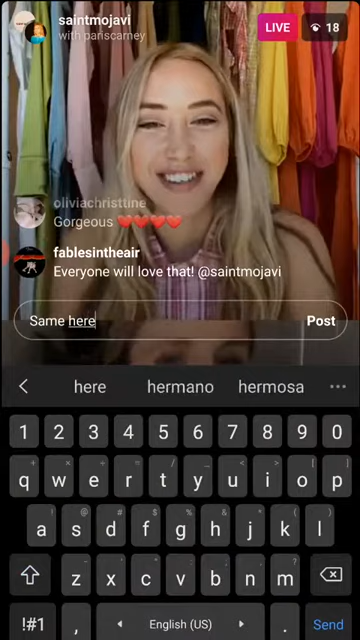 saintmojavi
with pariscarney
LIVE
18
oliviachristtine
Gorgeous ❤️❤️❤️❤️
fablesintheair
Everyone will love that! @saintmojavi
Same here
Post
here hermano hermosa
1 2 3 4 5 6 7 8 9 0
+ × ÷ = / _ < > [ ]
q w e r t y u i o p
! @ # $ % & * ( )
a s d f g h j k l
- ' " : ; , ?
z x c v b n m
!#1 , English (US) . Send